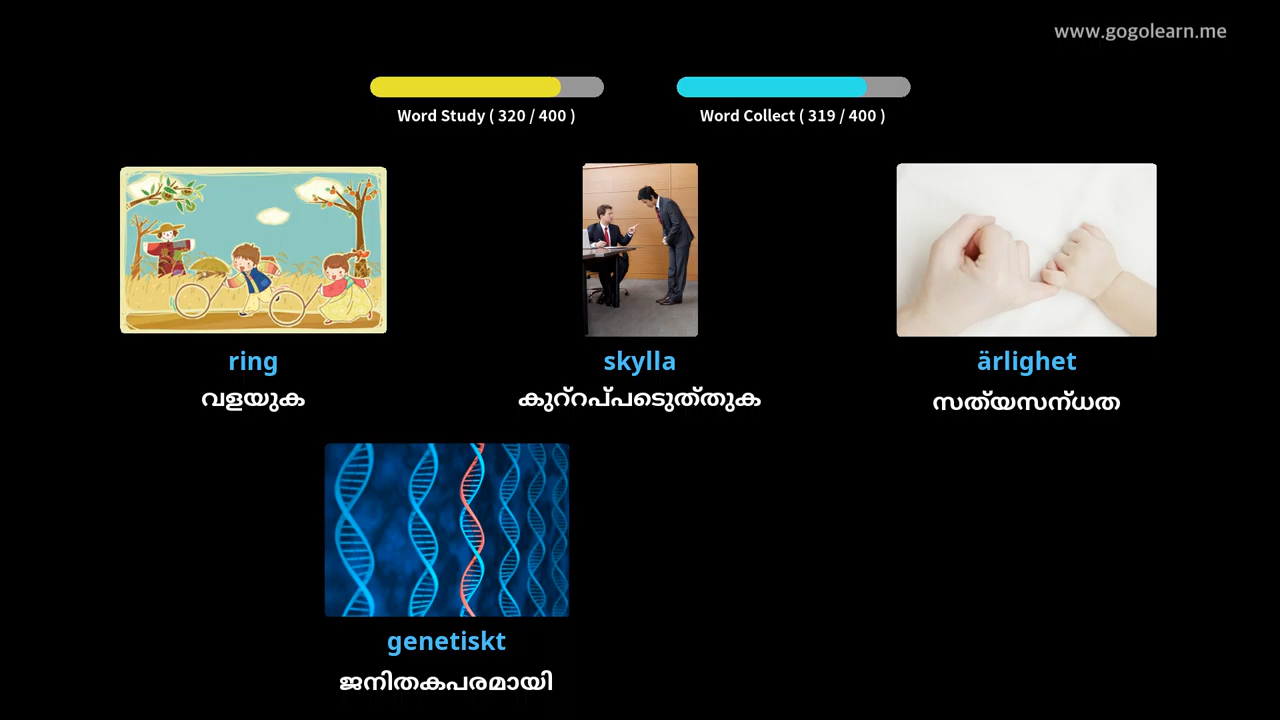 www.gogolearn.me
Word Study ( 320 / 400 )
Word Collect ( 319 / 400 )
ring
skylla
ärlighet
വളയുക
കുറ്റപ്പടെുത്തുക
സത്യസന്ധത
genetiskt
ജനിതകപരമായി